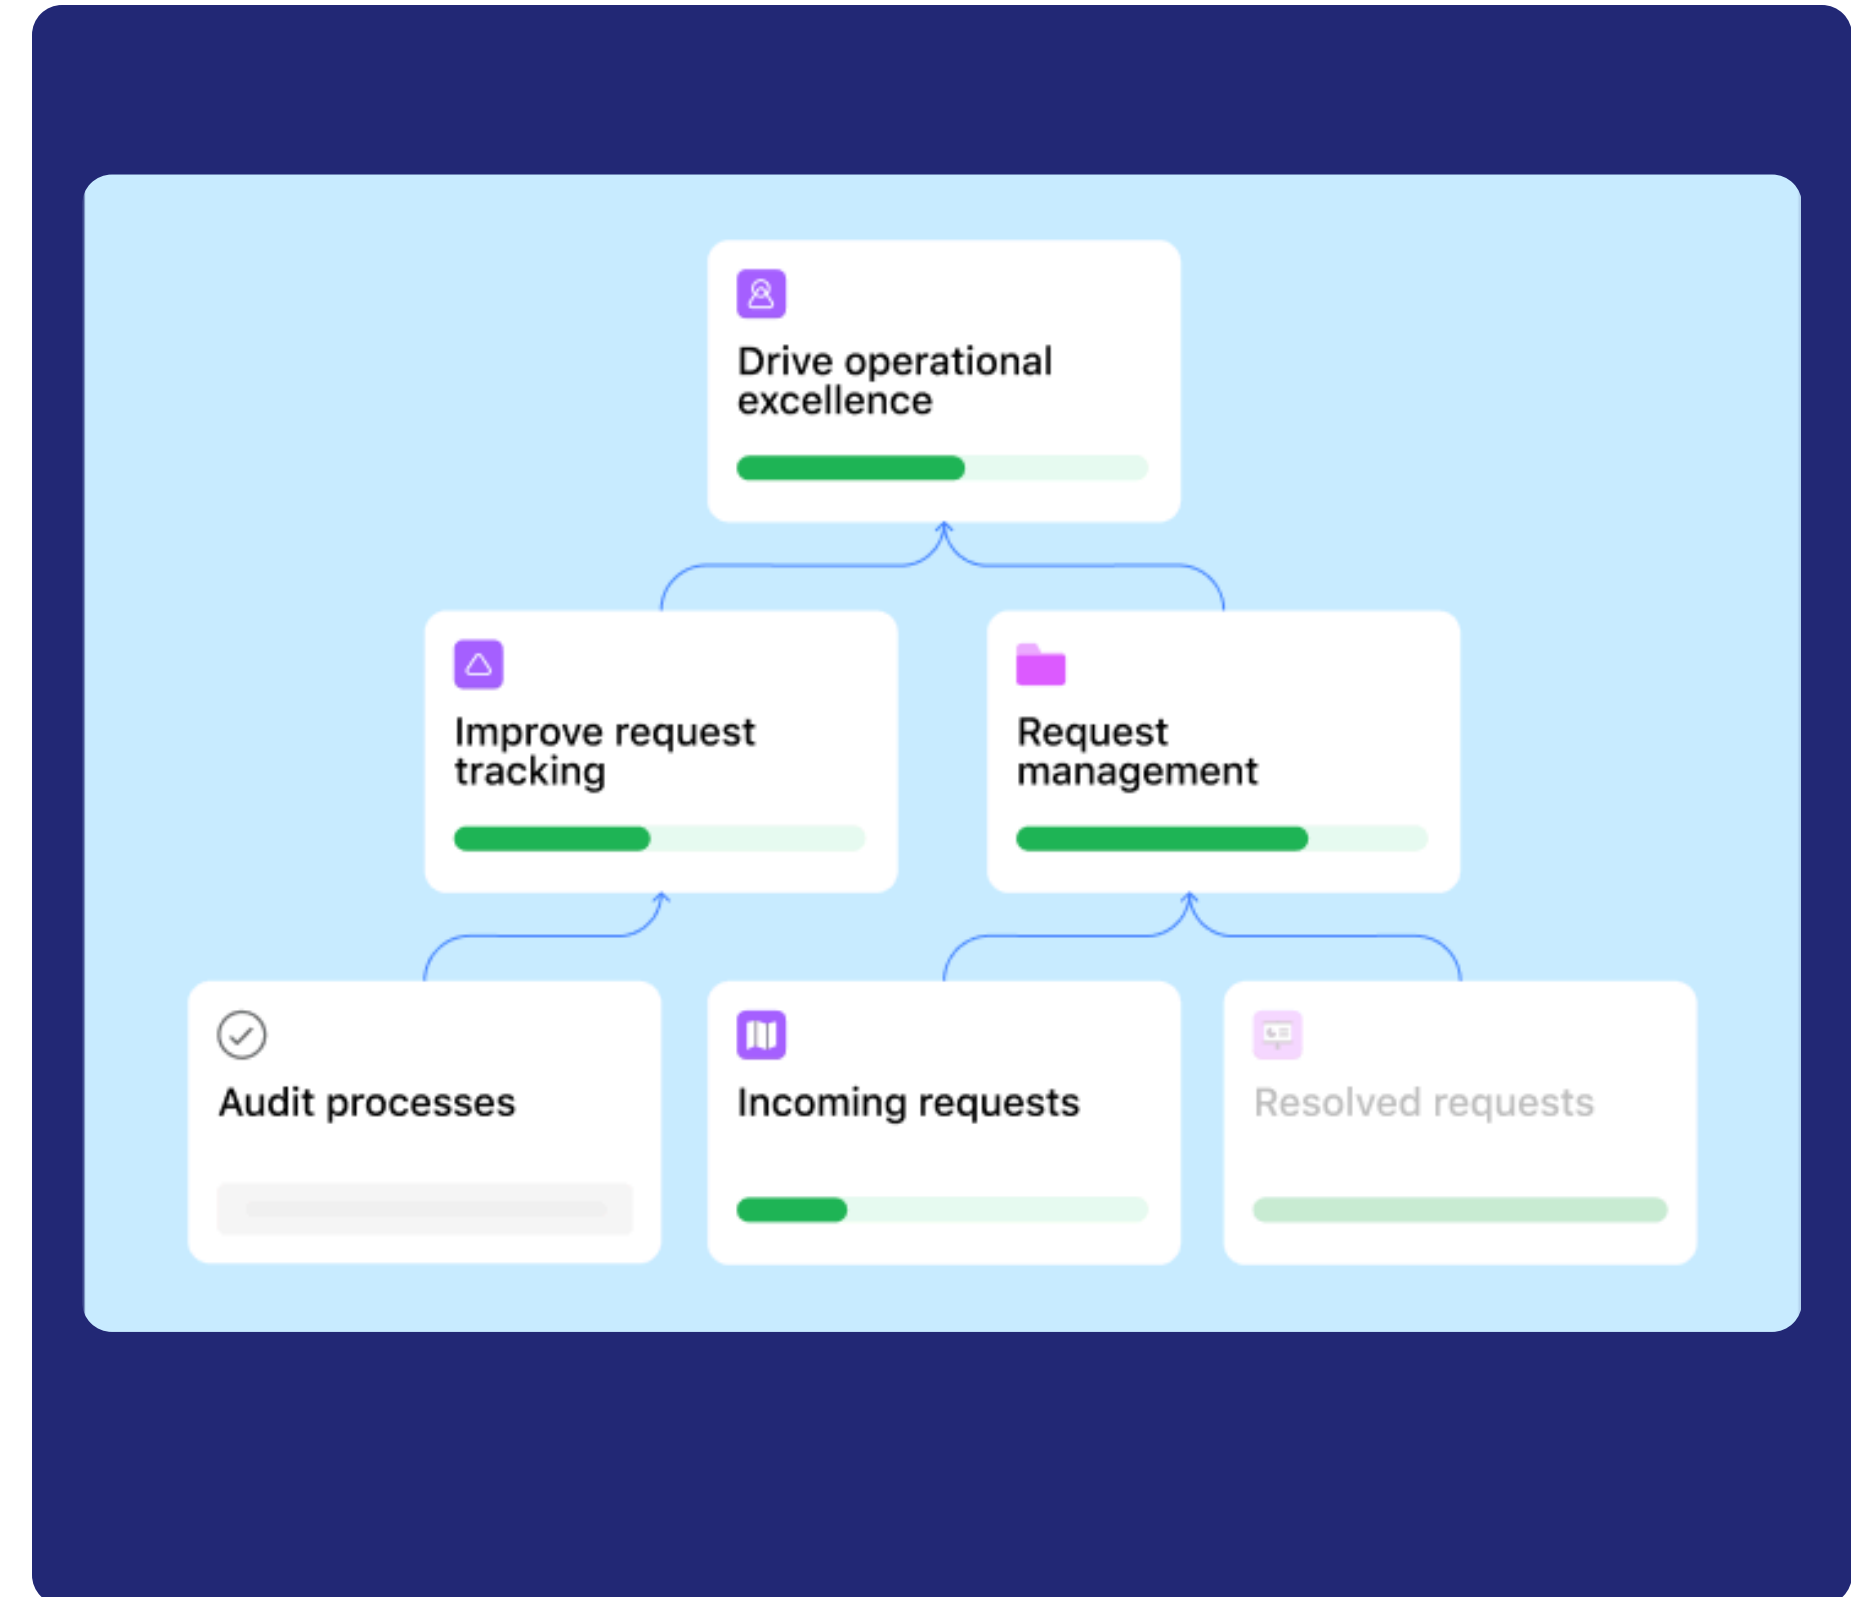 Drive operational
excellence
Improve request
tracking
Request
management
Audit processes
Incoming requests
Resolved requests